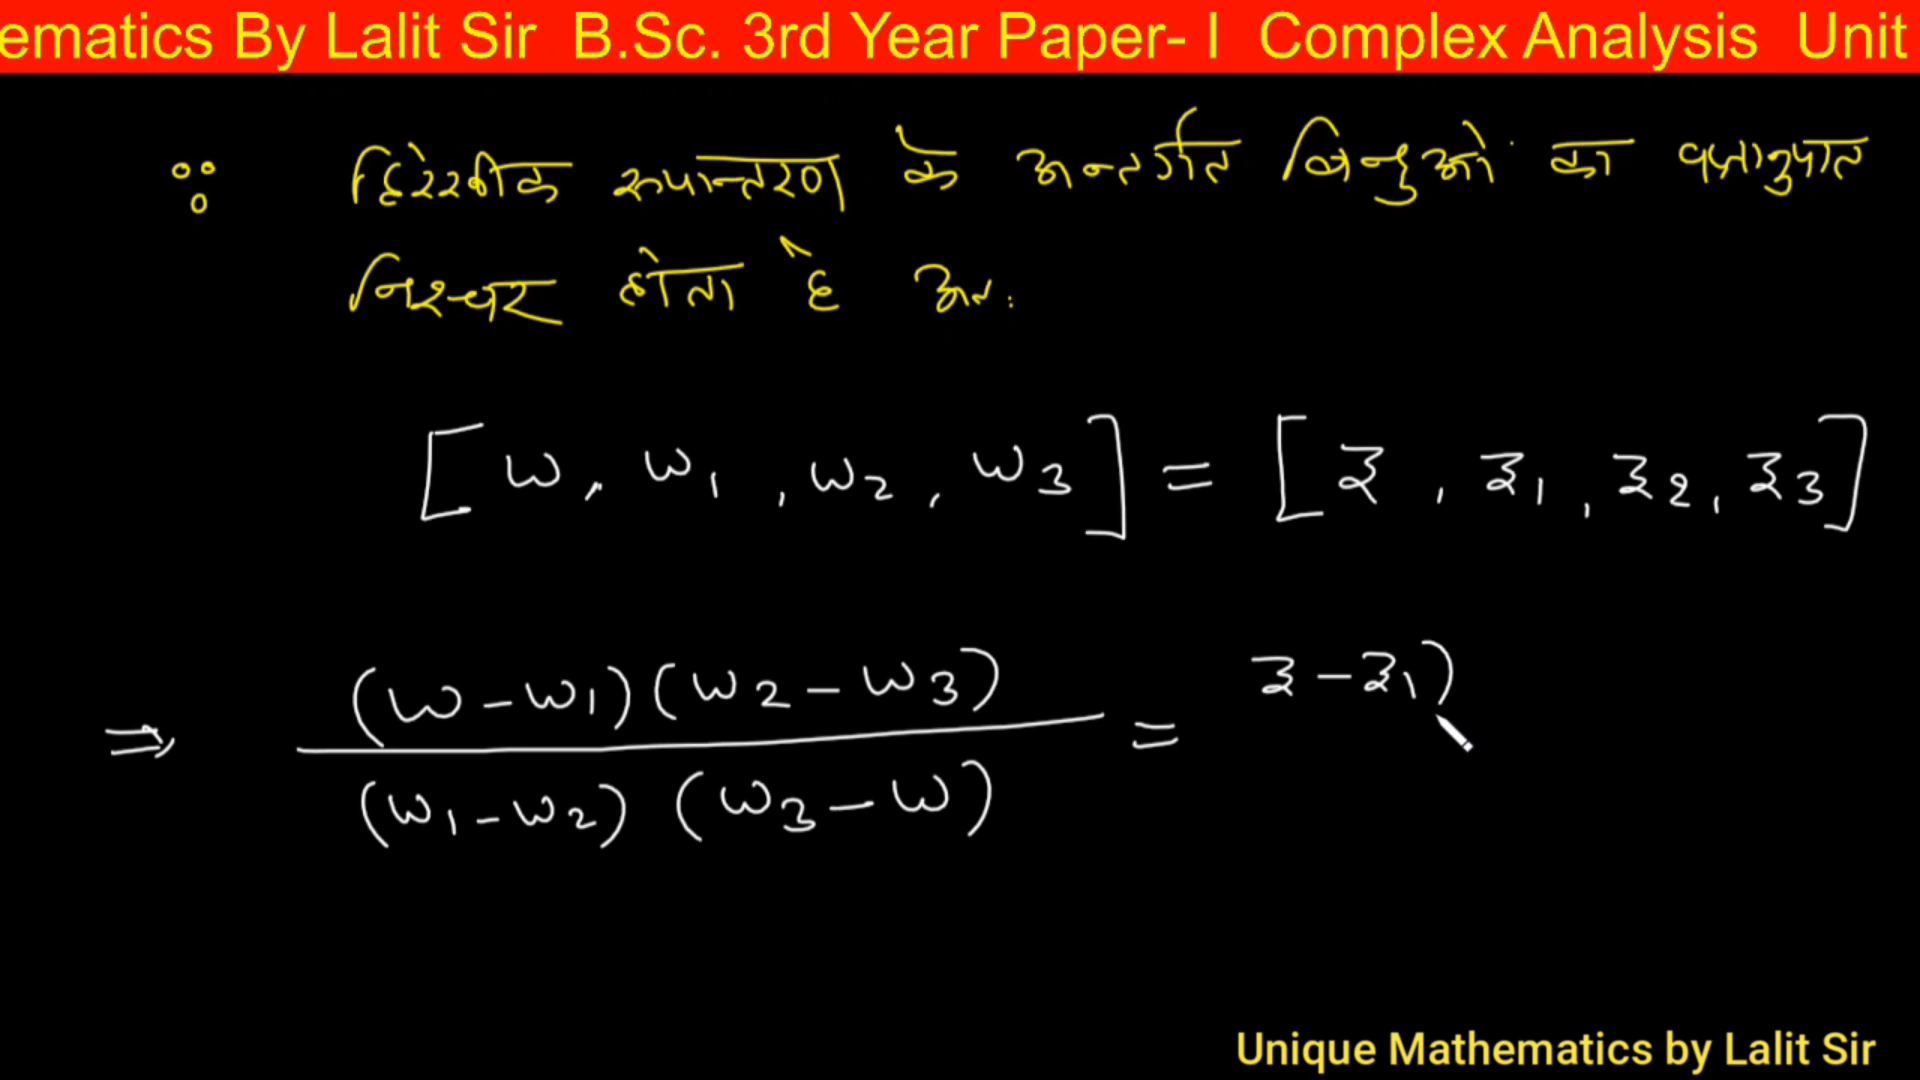 ematics By Lalit Sir B.Sc. 3rd Year Paper- I Complex Analysis Unit
∵ द्विरेखीक रूपान्तरण के अन्तर्गत बिन्दुओं का वज्रानुपात
निश्चर होता है अतः
[w, w₁, w₂, w₃] = [z, z₁, z₂, z₃]
⇒ (w-w₁)(w₂-w₃) / (w₁-w₂)(w₃-w) = z-z₁)
Unique Mathematics by Lalit Sir